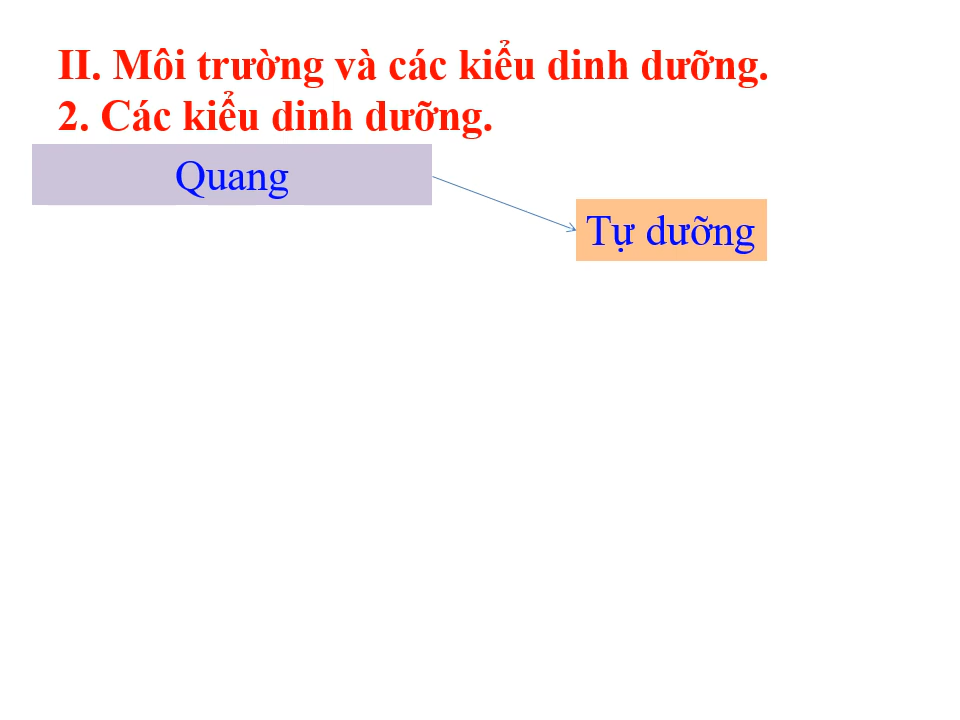 II. Môi trường và các kiểu dinh dưỡng.
2. Các kiểu dinh dưỡng.
Quang
Tự dưỡng